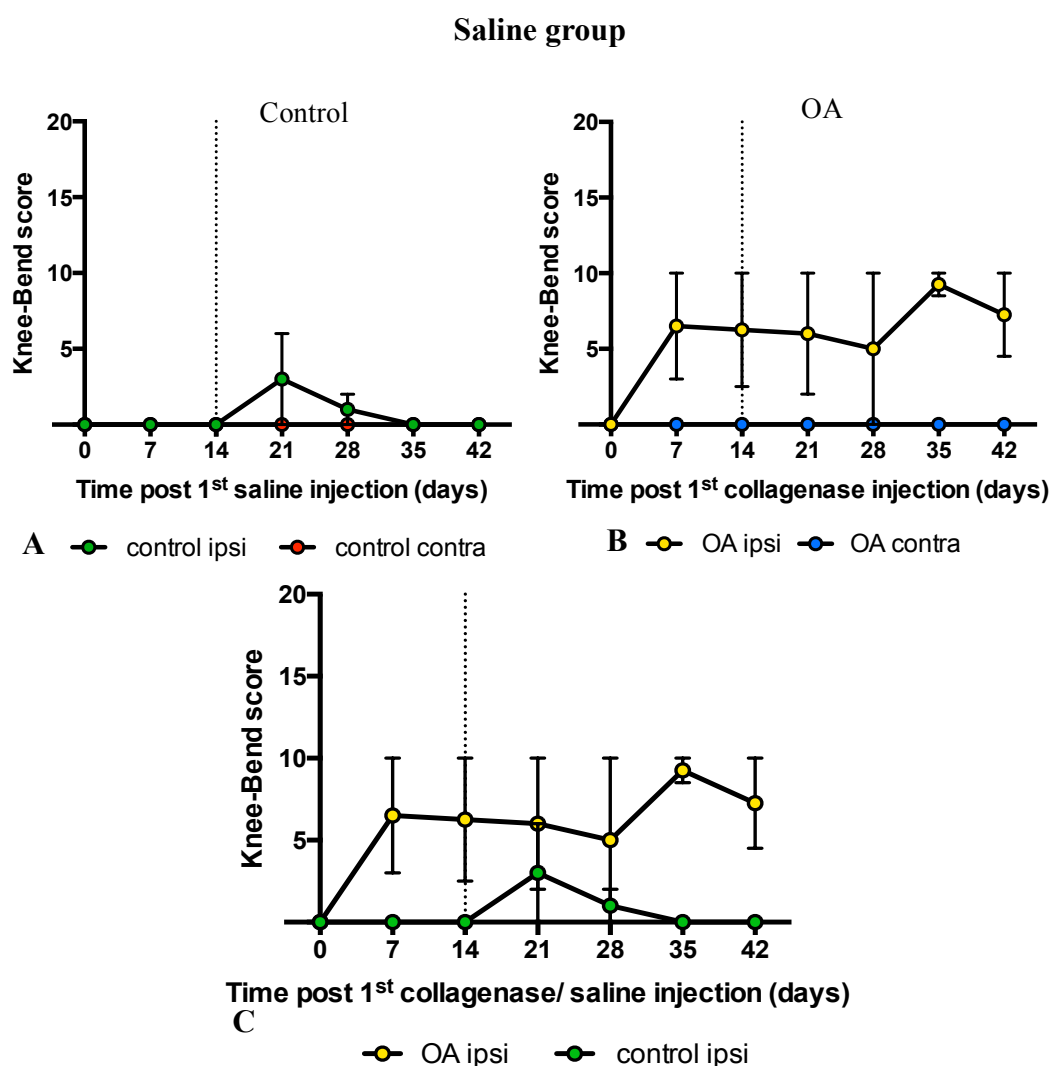 Saline group
Control
20
15
10
5
Knee-Bend score
0 7 14 21 28 35 42
Time post 1st saline injection (days)
A control ipsi control contra
OA
20
15
10
5
Knee-Bend score
0 7 14 21 28 35 42
Time post 1st collagenase injection (days)
B OA ipsi OA contra
20
15
10
5
Knee-Bend score
0 7 14 21 28 35 42
Time post 1st collagenase/ saline injection (days)
C
OA ipsi control ipsi